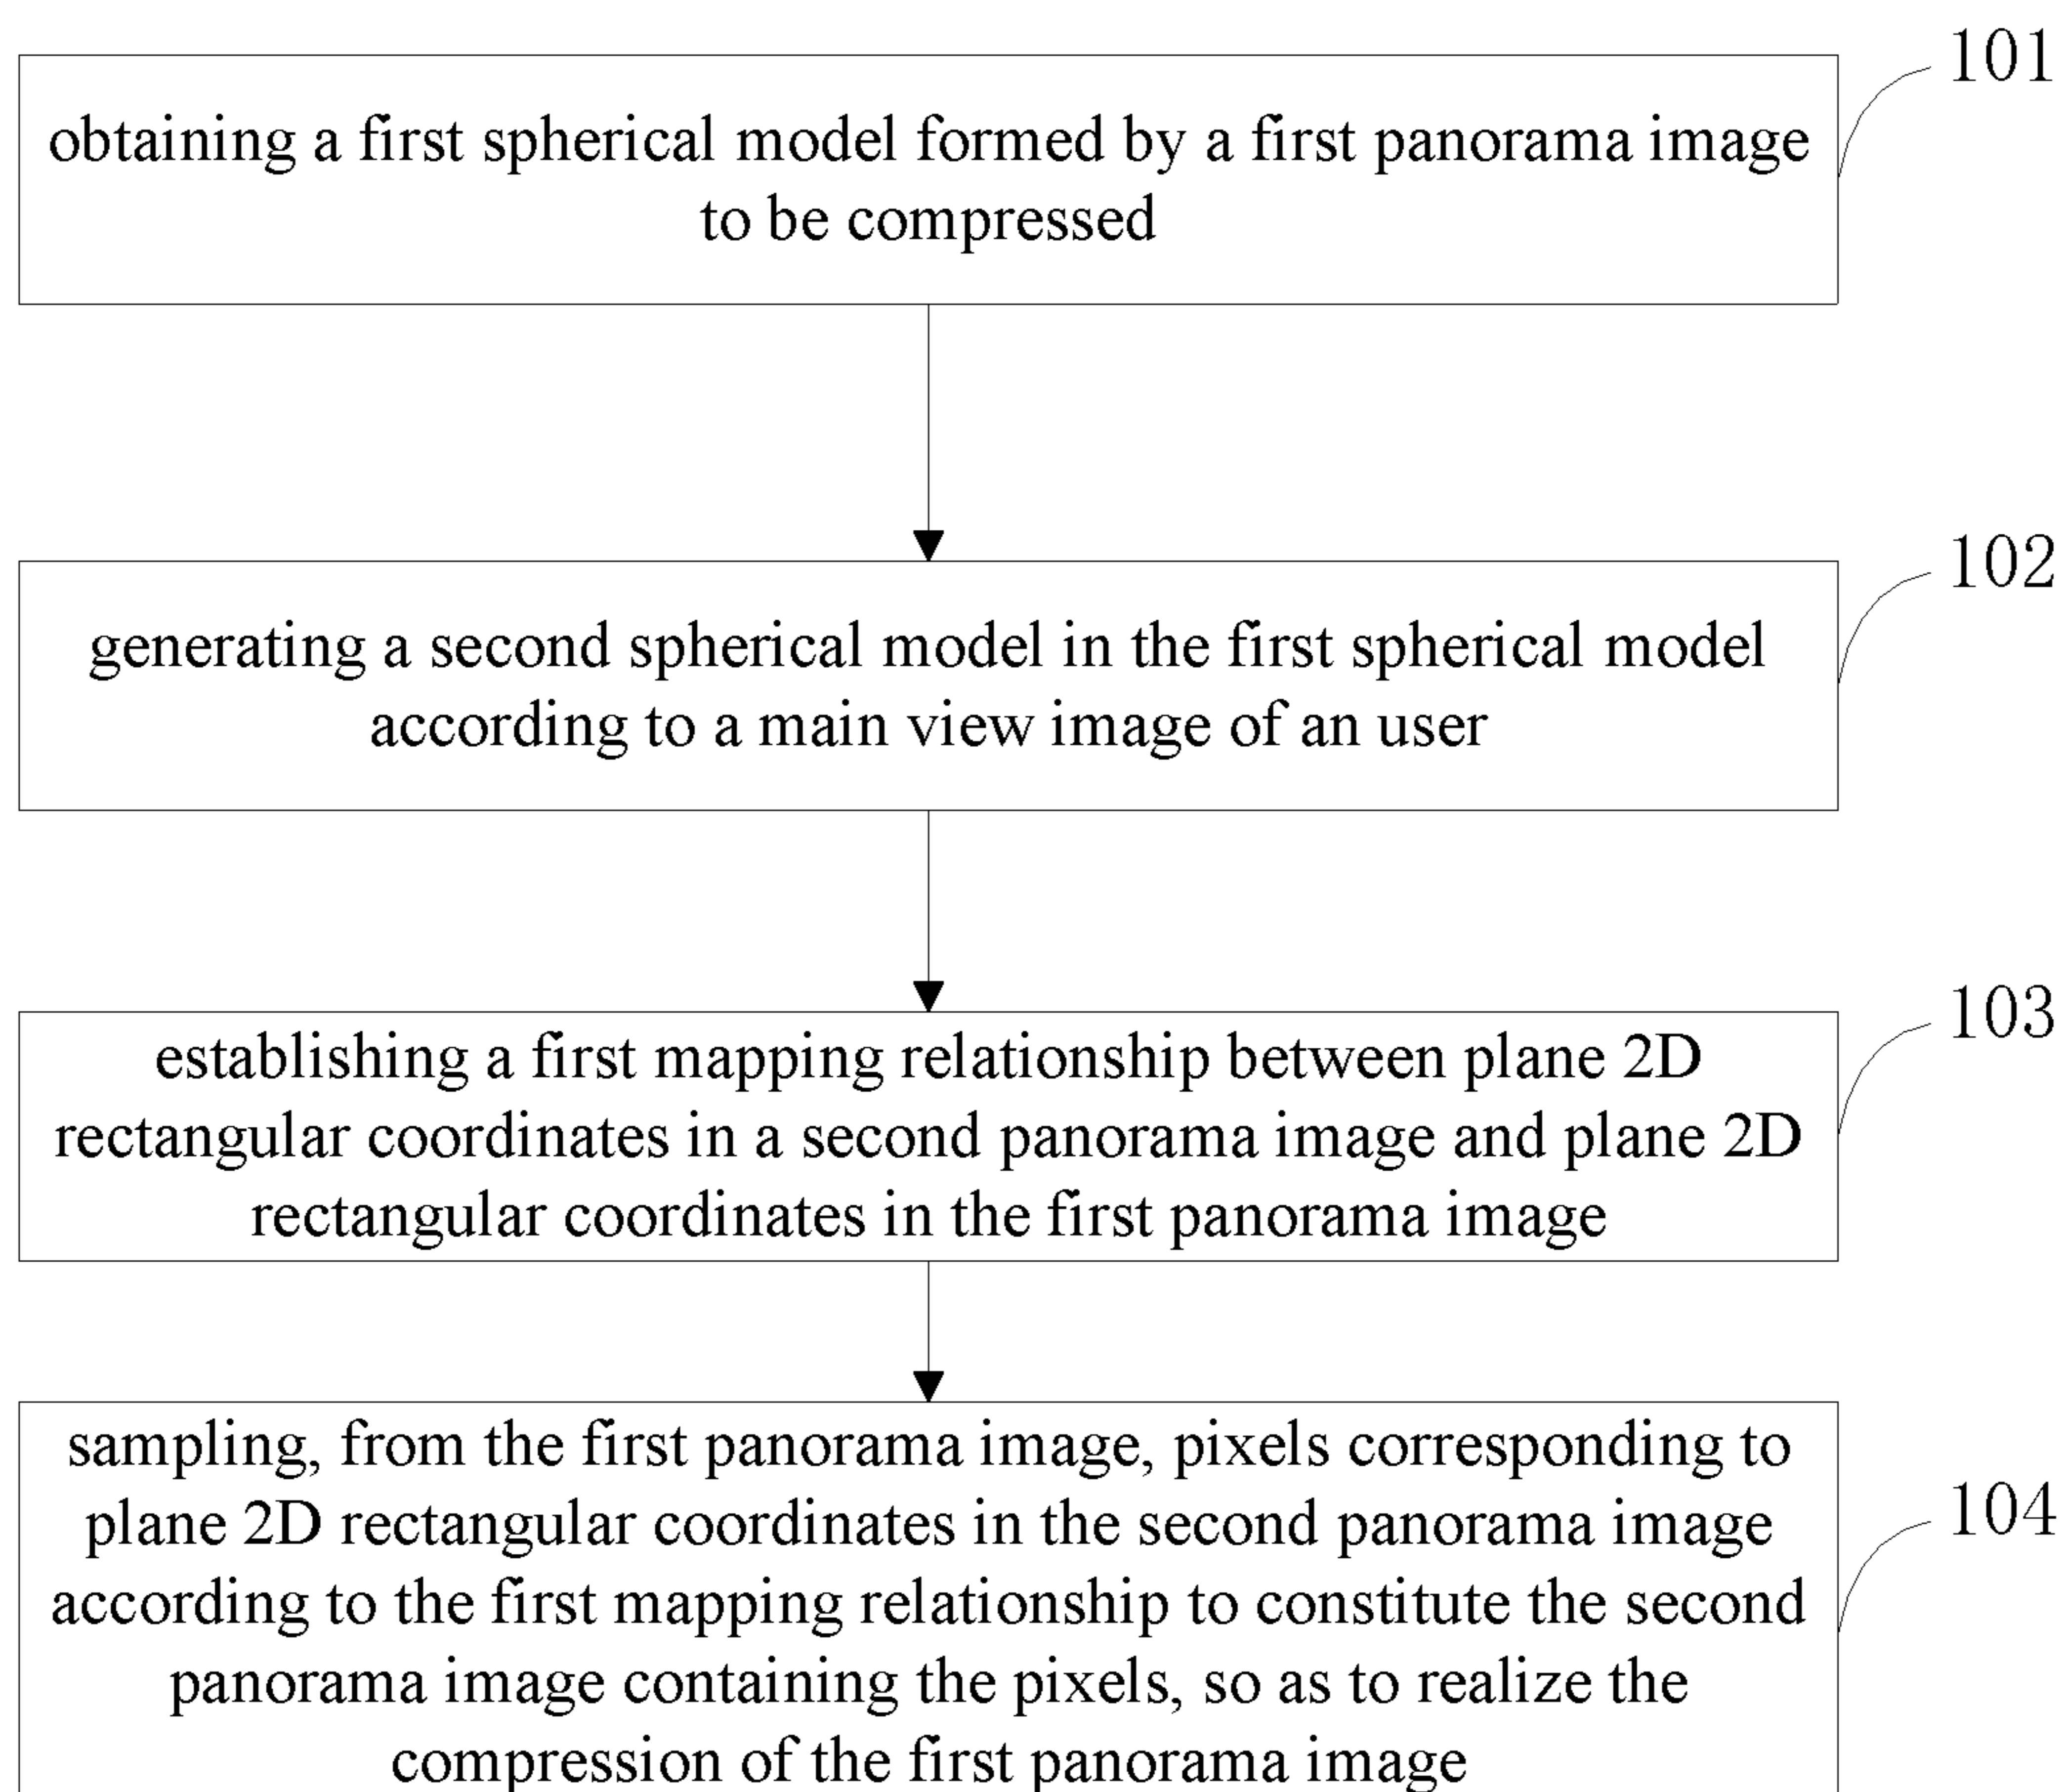 101
obtaining a first spherical model formed by a first panorama image
to be compressed
102
generating a second spherical model in the first spherical model
according to a main view image of an user
103
establishing a first mapping relationship between plane 2D
rectangular coordinates in a second panorama image and plane 2D
rectangular coordinates in the first panorama image
104
sampling, from the first panorama image, pixels corresponding to
plane 2D rectangular coordinates in the second panorama image
according to the first mapping relationship to constitute the second
panorama image containing the pixels, so as to realize the
compression of the first panorama image